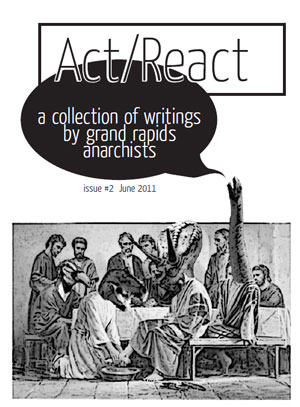 Act/React
a collection of writings
by grand rapids
anarchists
issue #2 June 2011